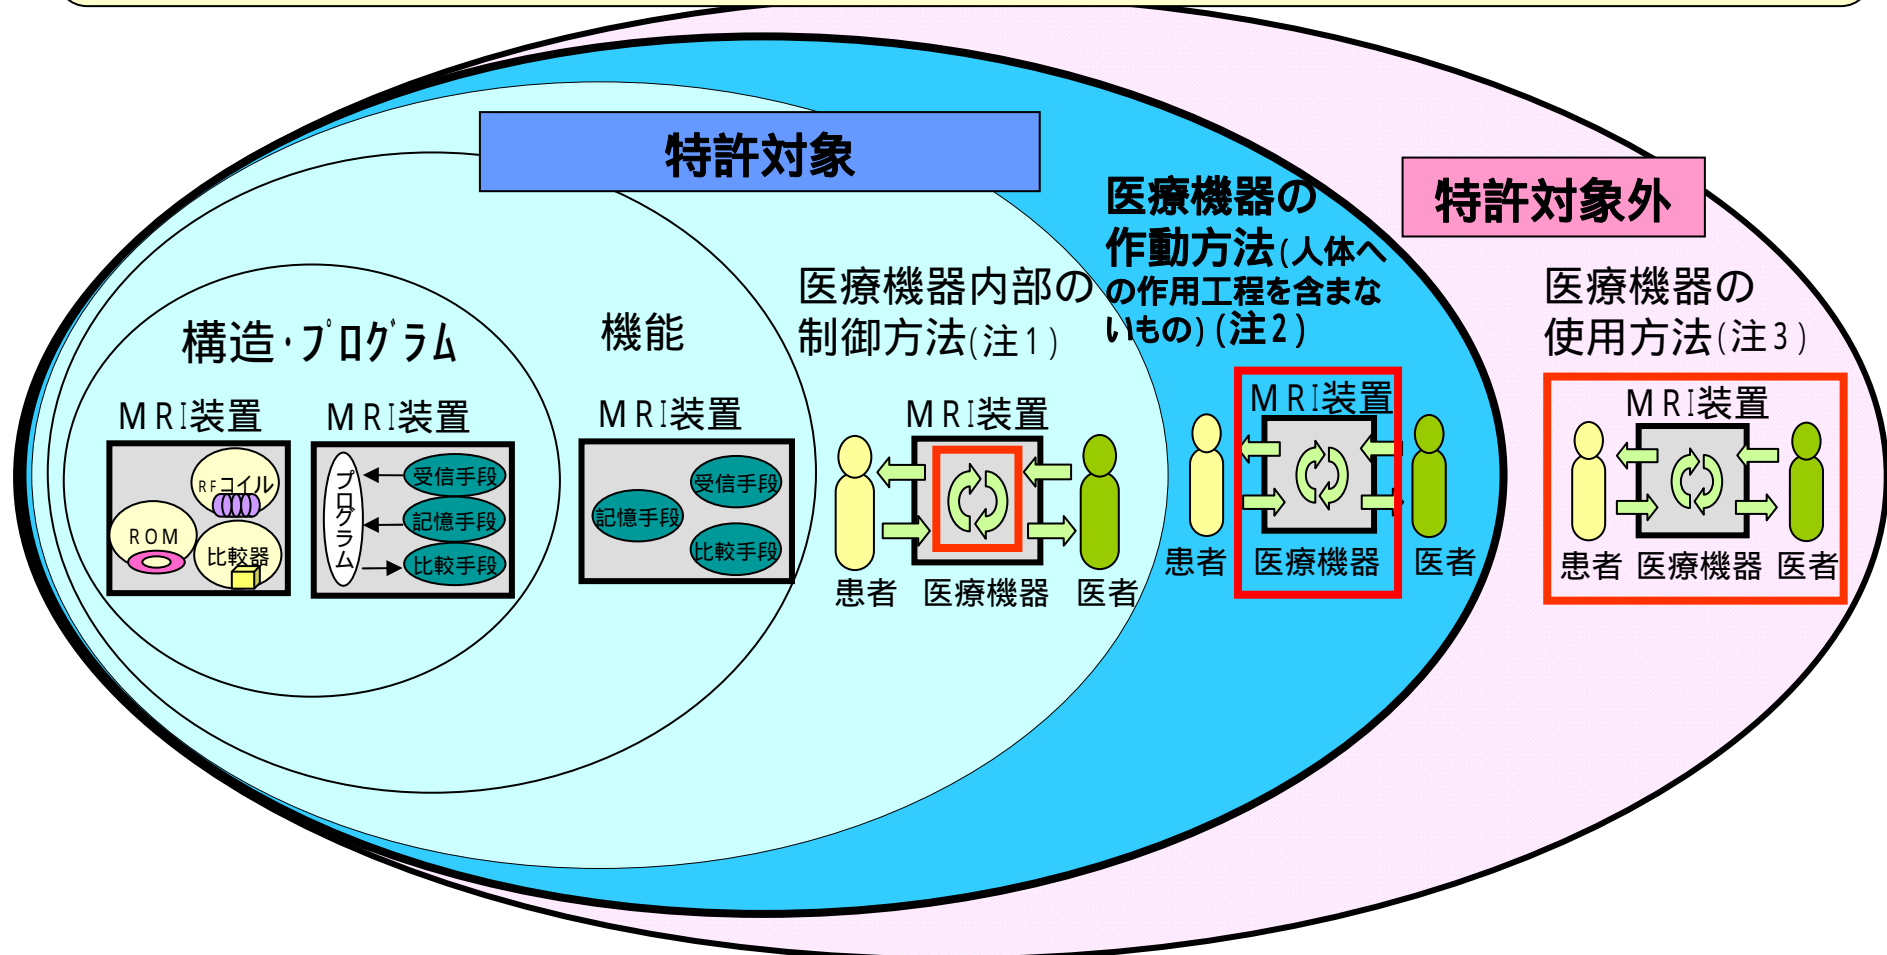 特許対象
特許対象外
構造・プログラム
MRI装置
RFコイル
ROM
比較器
MRI装置
プログラム
受信手段
記憶手段
比較手段
機能
MRI装置
記憶手段
受信手段
比較手段
医療機器内部の
制御方法(注1)
MRI装置
患者
医療機器
医者
医療機器の
作動方法(人体へ
の作用工程を含まな
いもの)(注2)
MRI装置
患者
医療機器
医者
医療機器の
使用方法(注3)
MRI装置
患者
医療機器
医者